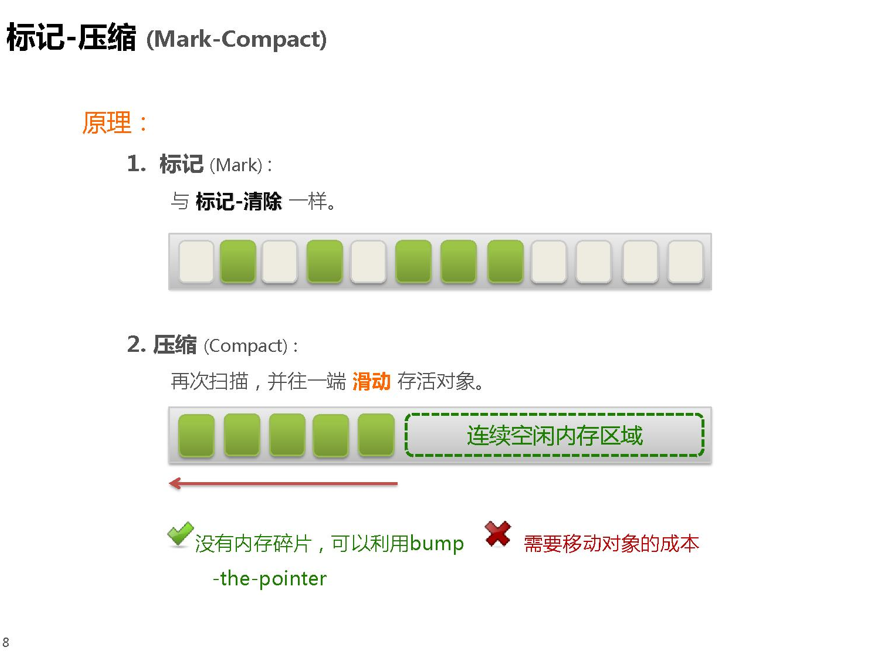 标记-压缩 (Mark-Compact)
原理：
1. 标记 (Mark)：
与 标记-清除 一样。
2. 压缩 (Compact)：
再次扫描，并往一端 滑动 存活对象。
连续空闲内存区域
没有内存碎片，可以利用bump
-the-pointer
需要移动对象的成本
8